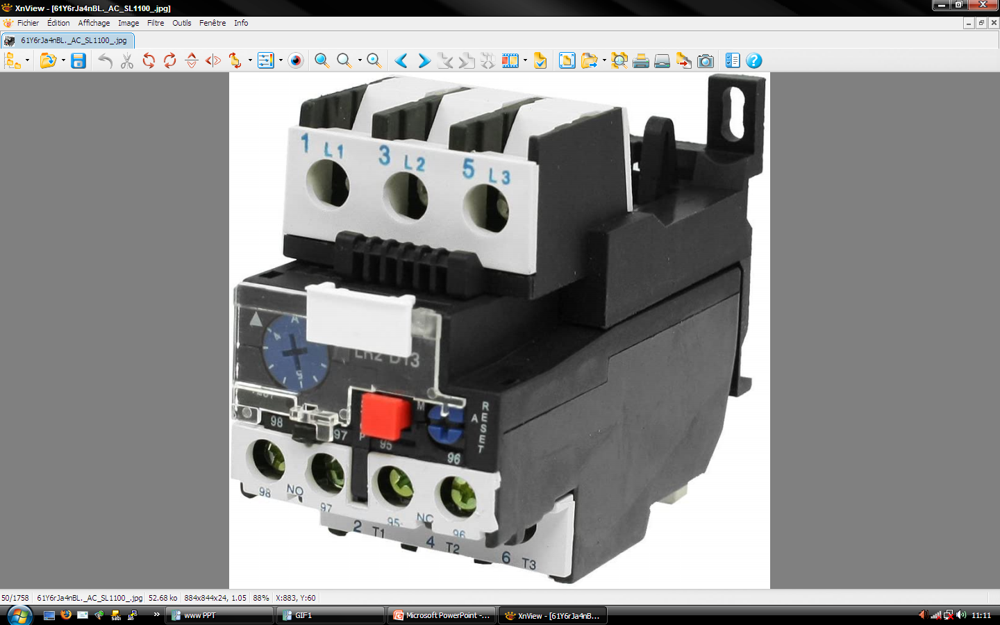 XnView - [61Y6rJa4nBL._AC_SL1100_.jpg]
Fichier Édition Affichage Image Filtre Outils Fenêtre Info
61Y6rJa4nBL._AC_SL1100_.jpg
1 L1 3 L2 5 L3
A
4
5
LR2 D13
M
A
RESET
98
97
P
95
96
98 NO 97 95 NC 96
2 T1 4 T2 6 T3
50/1758 61Y6rJa4nBL._AC_SL1100_.jpg 52.68 ko 884x844x24, 1.05 88% X:883, Y:60
sabi
» www PPT GIF1 Microsoft PowerPoint -... XnView - [61Y6rJa4nB... 11:11